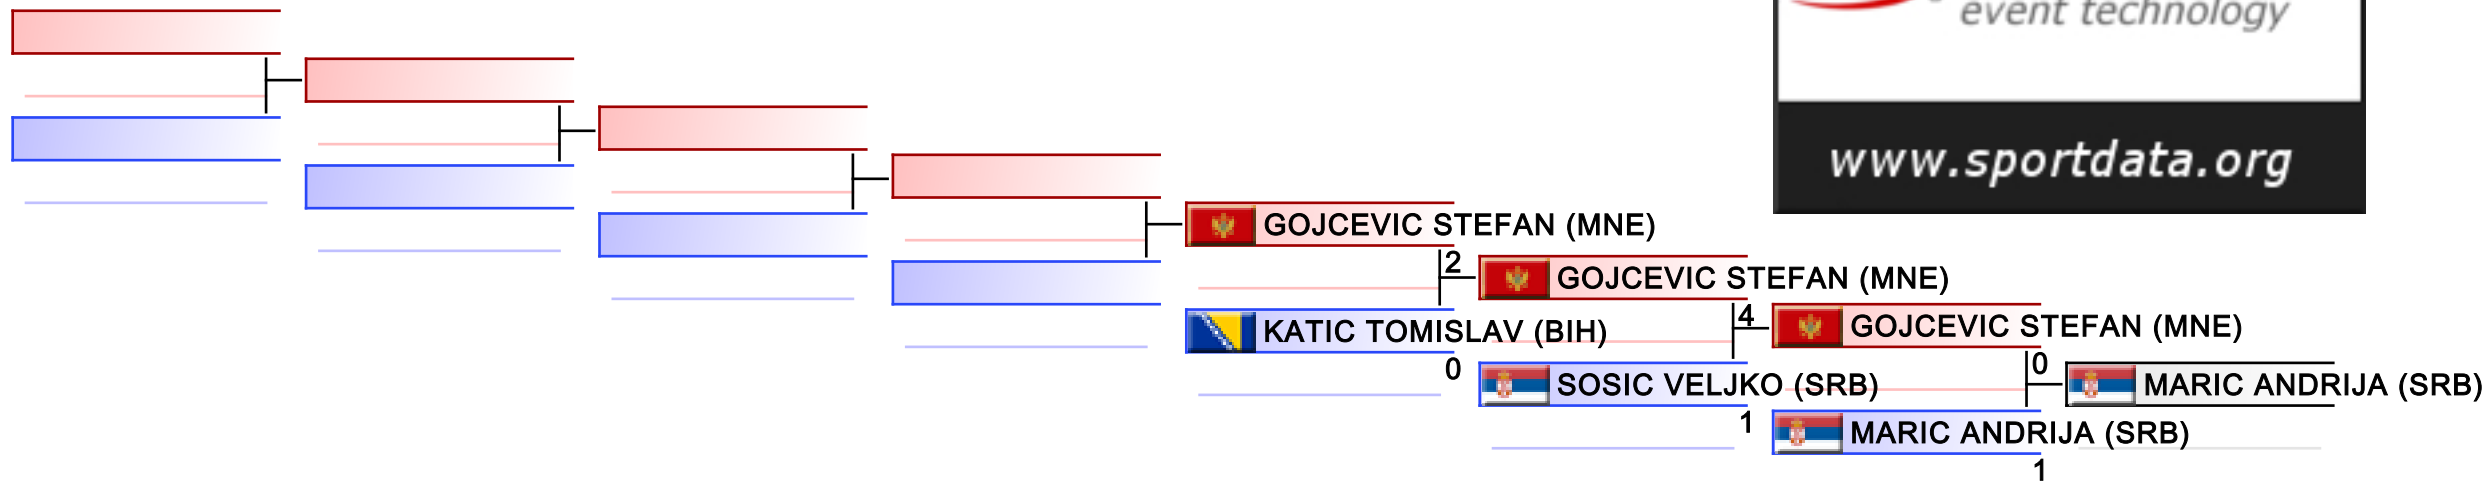 event technology
www.sportdata.org
GOJCEVIC STEFAN (MNE)
2
GOJCEVIC STEFAN (MNE)
KATIC TOMISLAV (BIH)
0
4
GOJCEVIC STEFAN (MNE)
SOSIC VELJKO (SRB)
1
0
MARIC ANDRIJA (SRB)
MARIC ANDRIJA (SRB)
1